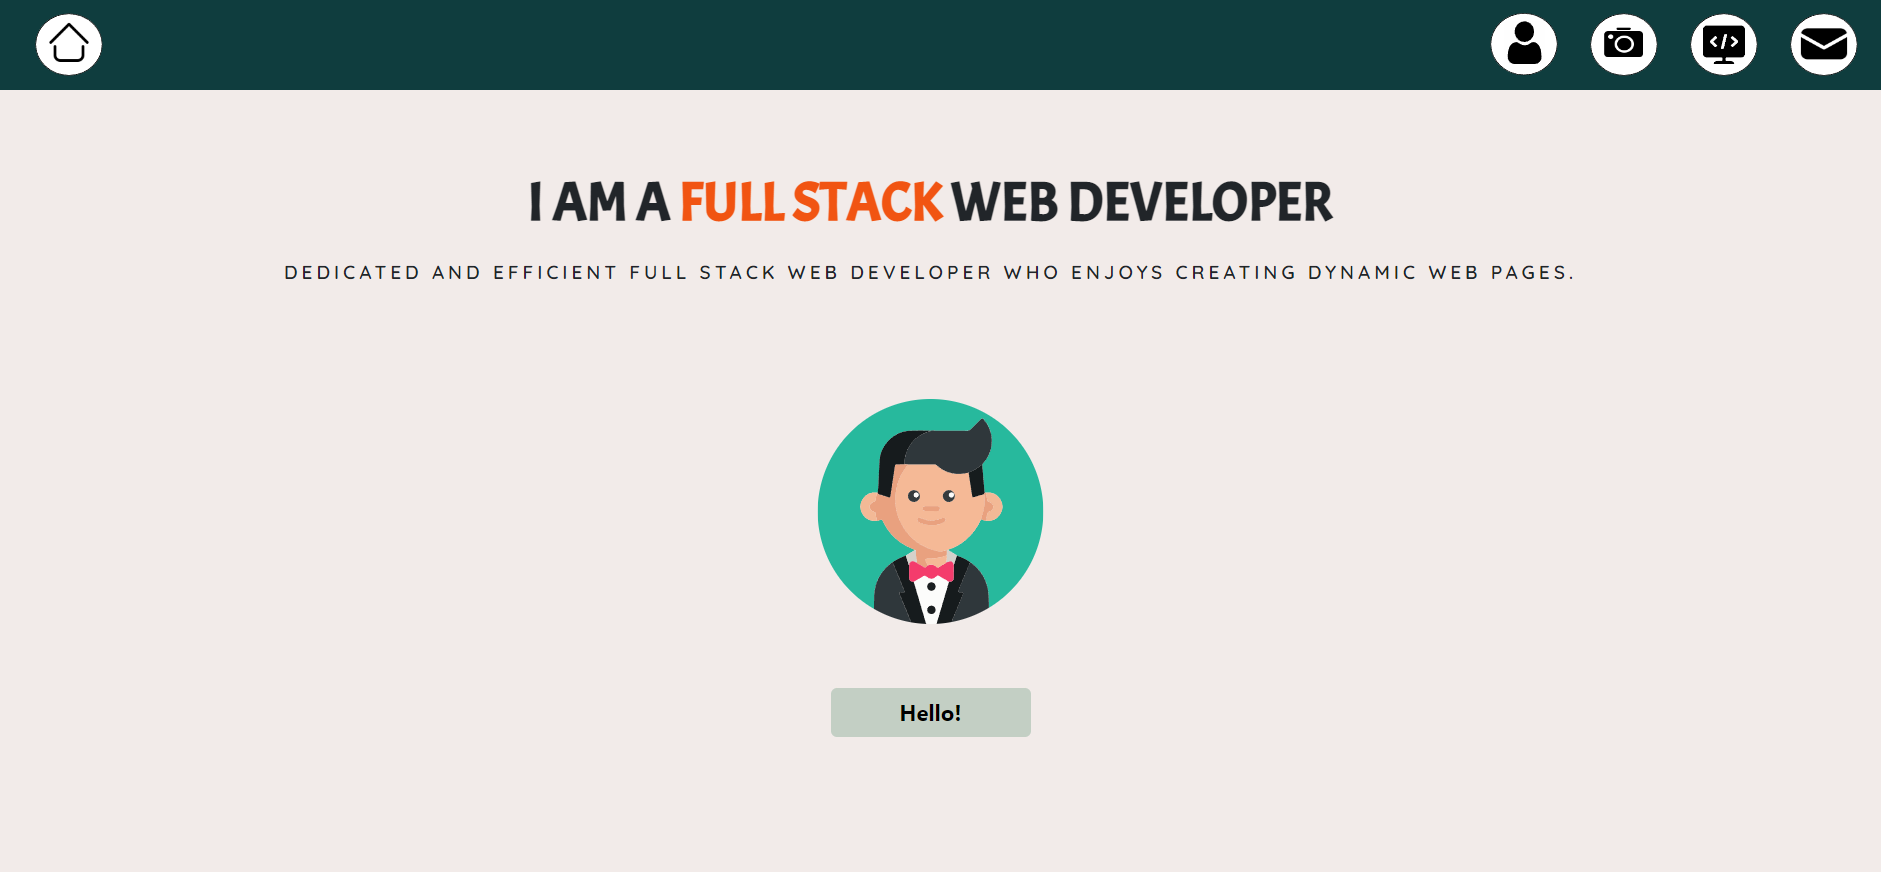 I AM A FULL STACK WEB DEVELOPER
DEDICATED AND EFFICIENT FULL STACK WEB DEVELOPER WHO ENJOYS CREATING DYNAMIC WEB PAGES.
Hello!